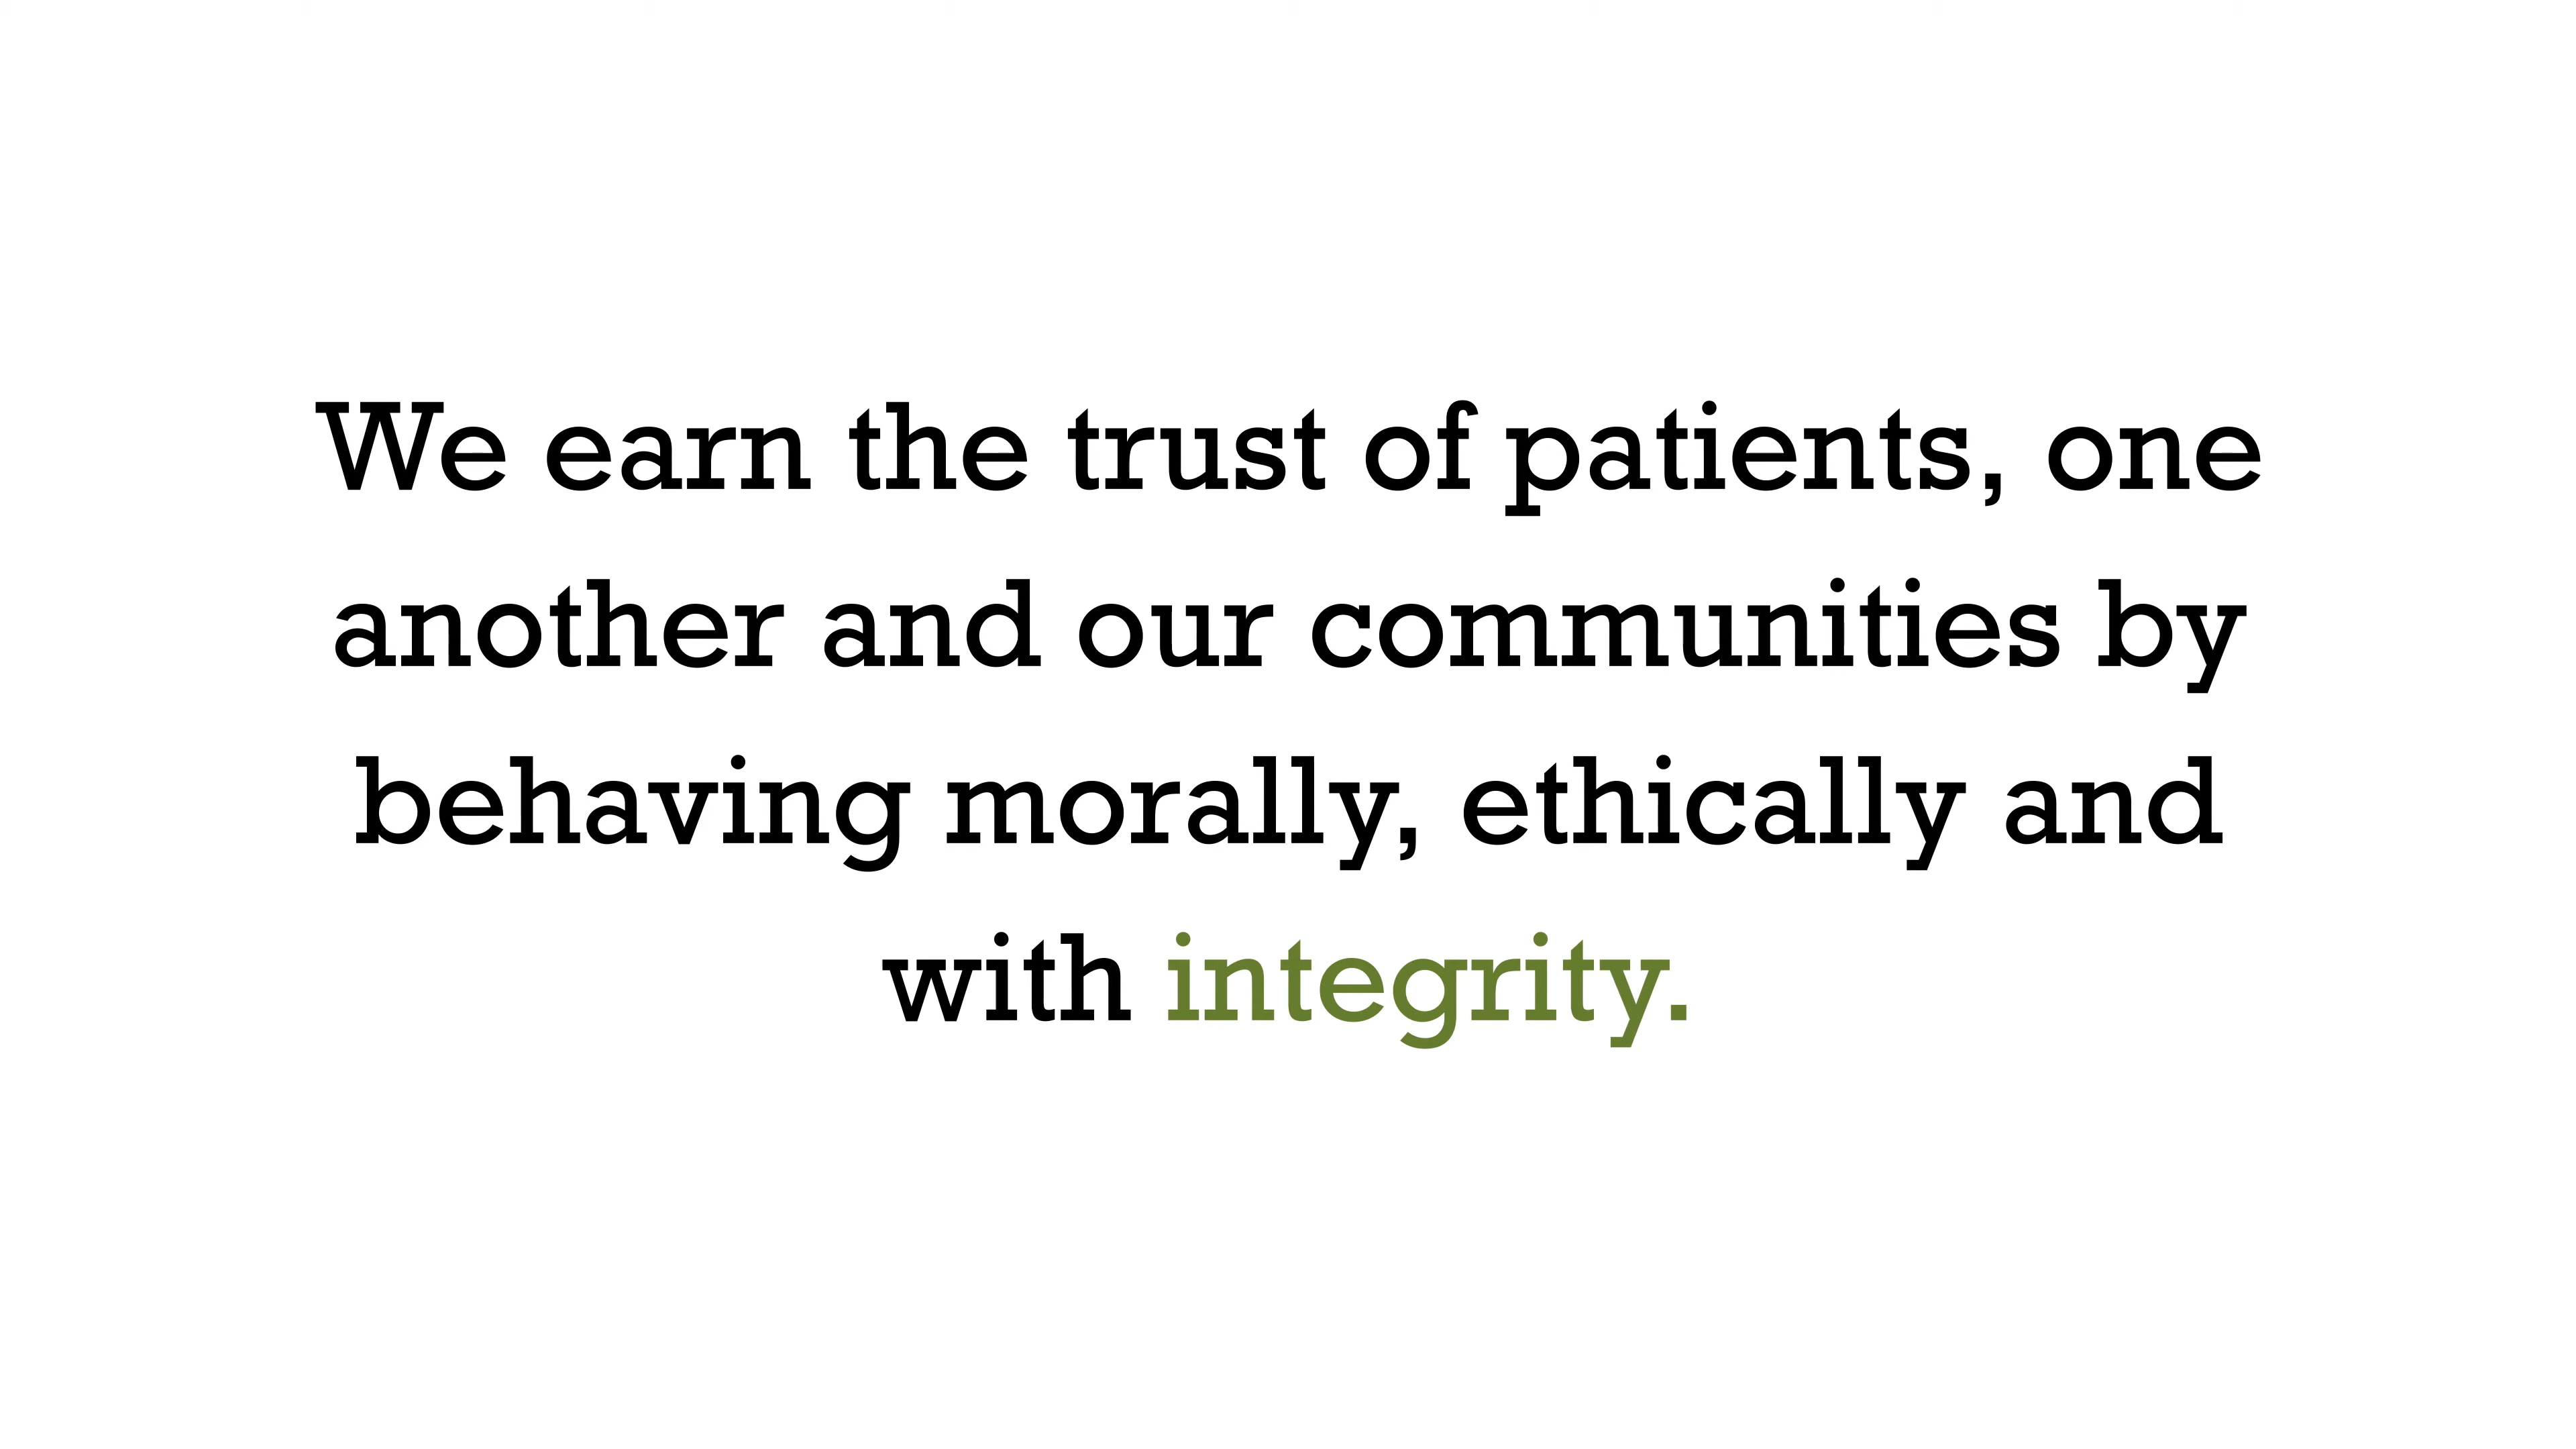 We earn the trust of patients, one
another and our communities by
behaving morally, ethically and
with integrity.